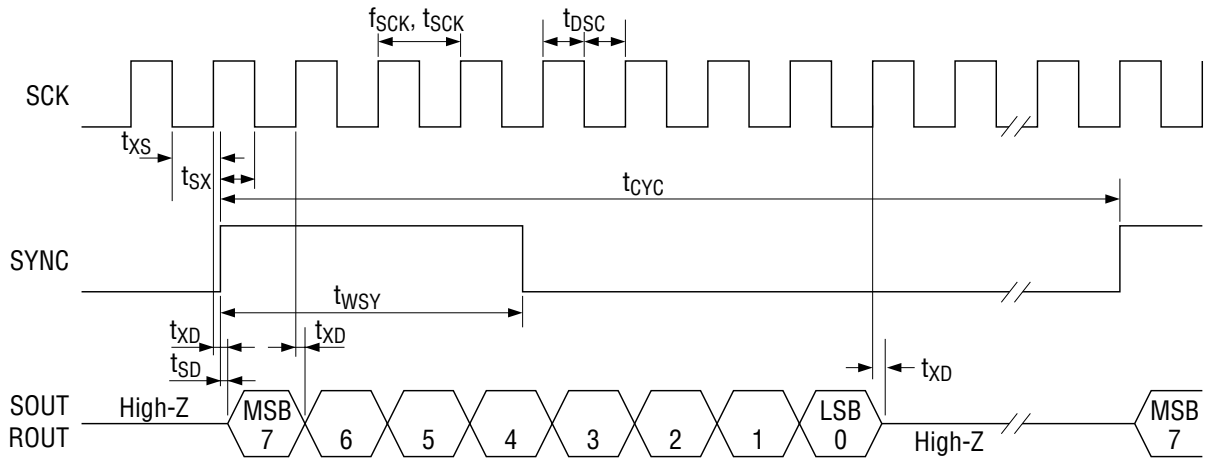 fSCK, tSCK
tDSC
SCK
tXS
tSX
tCYC
SYNC
tWSY
tXD
tXD
tSD
tXD
SOUT
ROUT
High-Z
MSB
7
6
5
4
3
2
1
LSB
0
High-Z
MSB
7